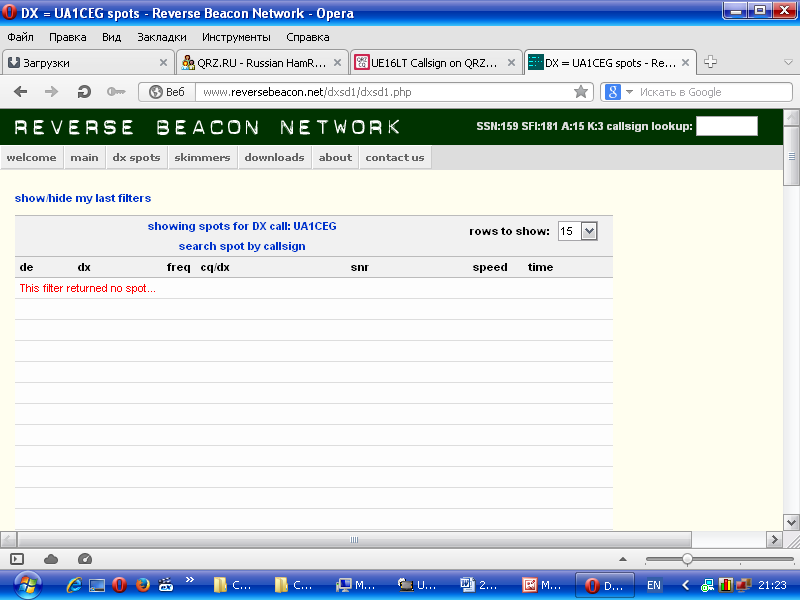 DX = UA1CEG spots - Reverse Beacon Network - Opera
Файл Правка Вид Закладки Инструменты Справка
Загрузки QRZ.RU - Russian HamR... UE16LT Callsign on QRZ... DX = UA1CEG spots - Re...
Веб www.reversebeacon.net/dxsd1/dxsd1.php Искать в Google
REVERSE BEACON NETWORK SSN:159 SFI:181 A:15 K:3 callsign lookup:
welcome main dx spots skimmers downloads about contact us
show/hide my last filters
showing spots for DX call: UA1CEG
rows to show: 15
search spot by callsign
de dx freq cq/dx snr speed time
This filter returned no spot...
C... C... M... U... 2... M... D... EN 21:23